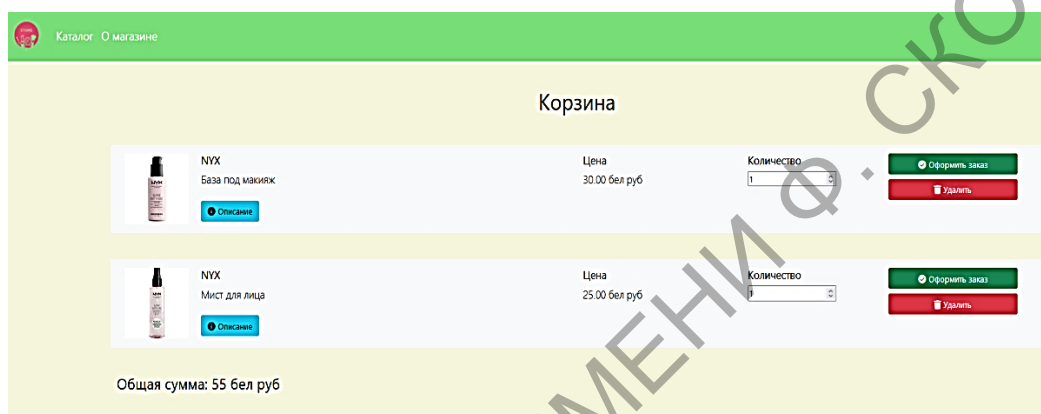 Каталог О магазине
Корзина
NYX
База под макияж
Описание
Цена
30.00 бел руб
Количество
1
Оформить заказ
Удалить
NYX
Мист для лица
Описание
Цена
25.00 бел руб
Количество
1
Оформить заказ
Удалить
Общая сумма: 55 бел руб
МЕНИ Ф. СКО